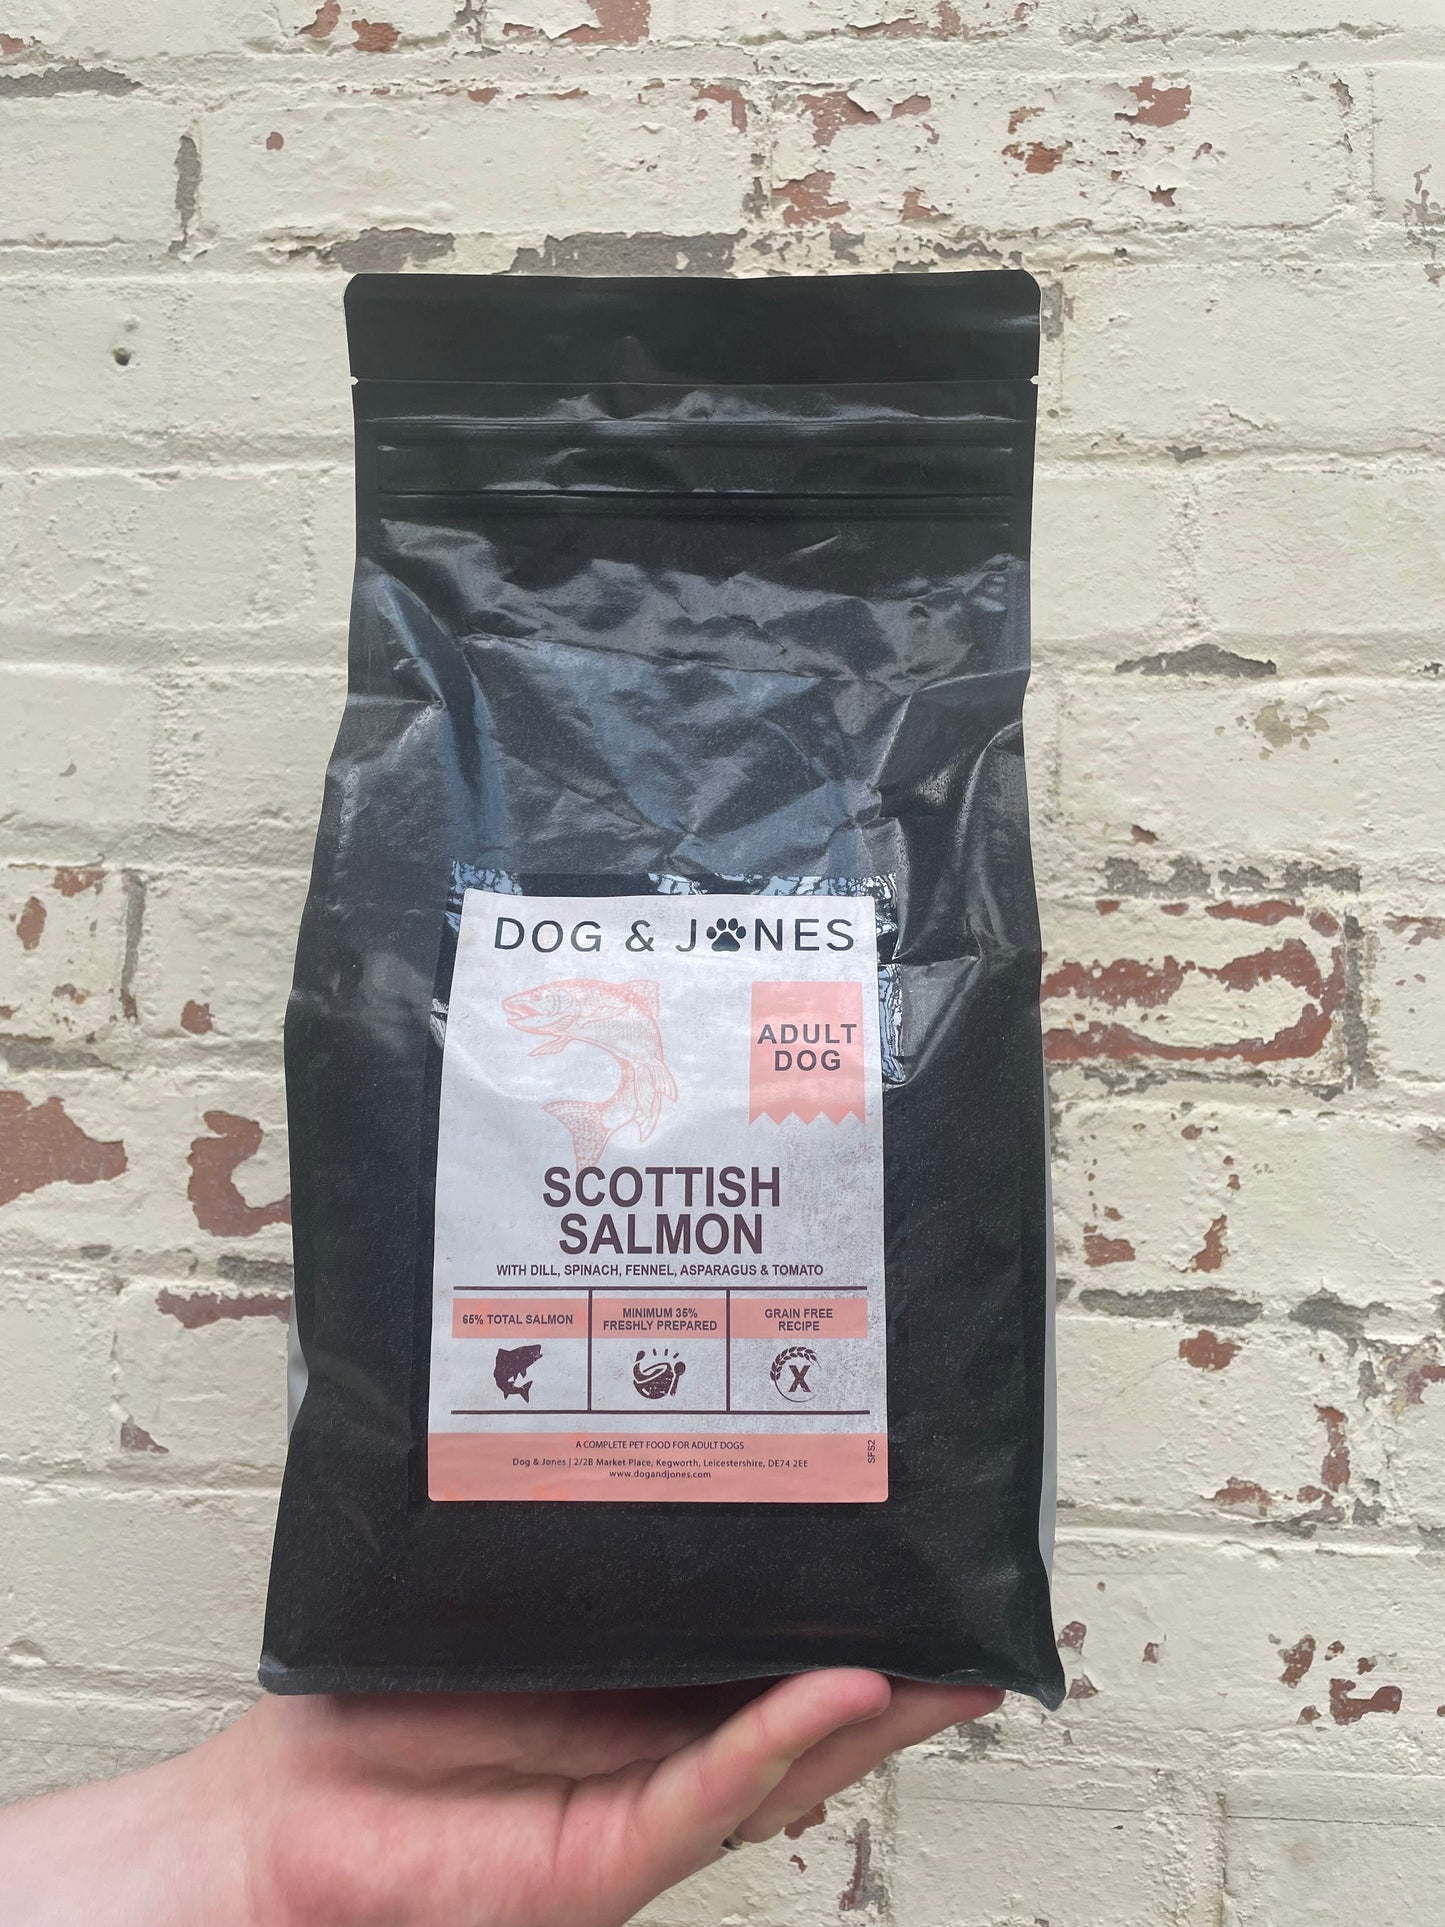 DOG & JONES
ADULT
DOG
SCOTTISH
SALMON
WITH DILL, SPINACH, FENNEL, ASPARAGUS & TOMATO
65% TOTAL SALMON
MINIMUM 35%
FRESHLY PREPARED
GRAIN FREE
RECIPE
X
A COMPLETE PET FOOD FOR ADULT DOGS
Dog & Jones | 2/2B Market Place, Kegworth, Leicestershire, DE74 2EE
www.dogandjones.com
SFS2